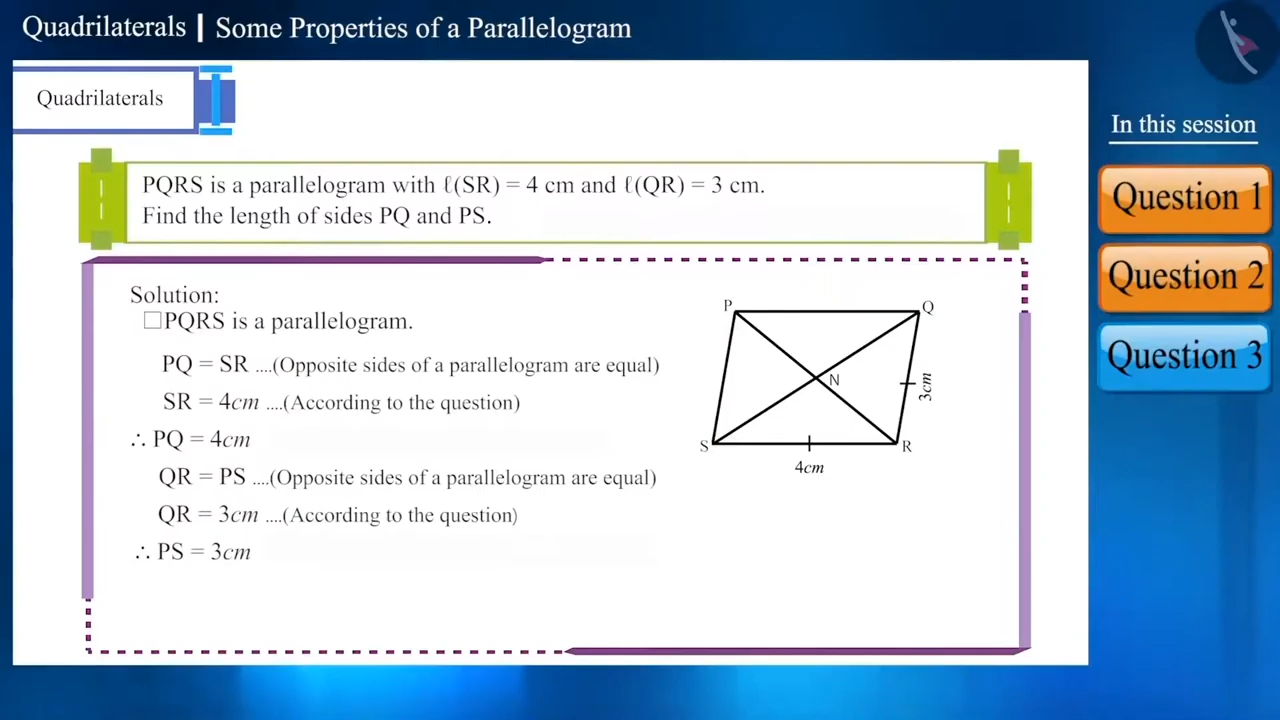 Quadrilaterals | Some Properties of a Parallelogram
Quadrilaterals
In this session
Question 1
Question 2
Question 3
PQRS is a parallelogram with ℓ(SR) = 4 cm and ℓ(QR) = 3 cm.
Find the length of sides PQ and PS.
Solution:
□PQRS is a parallelogram.
PQ = SR ....(Opposite sides of a parallelogram are equal)
SR = 4cm ....(According to the question)
∴ PQ = 4cm
QR = PS ....(Opposite sides of a parallelogram are equal)
QR = 3cm ....(According to the question)
∴ PS = 3cm
P
Q
N
3cm
S
R
4cm